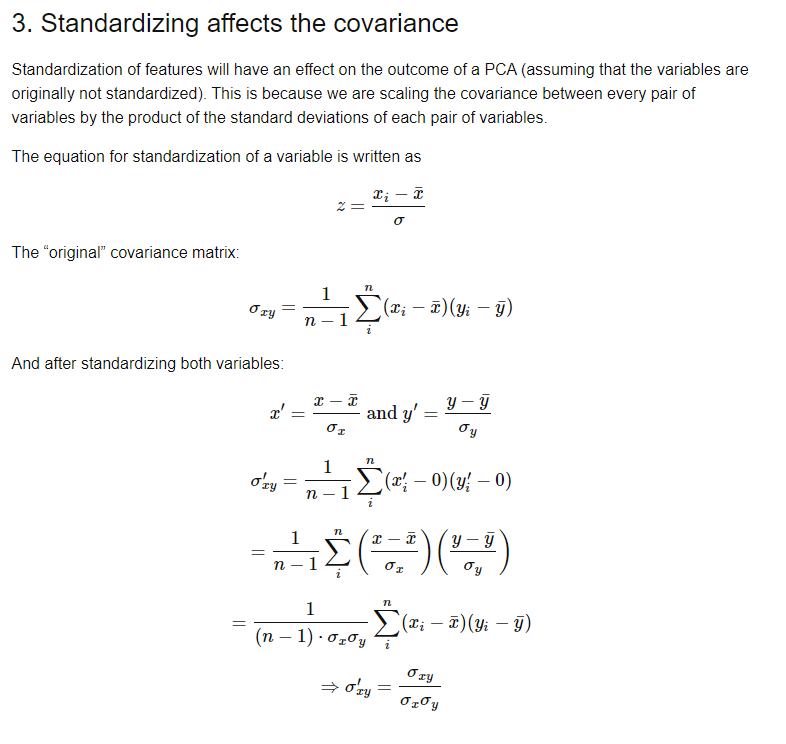 3. Standardizing affects the covariance
Standardization of features will have an effect on the outcome of a PCA (assuming that the variables are
originally not standardized). This is because we are scaling the covariance between every pair of
variables by the product of the standard deviations of each pair of variables.
The equation for standardization of a variable is written as
z = \frac{x_i - \bar{x}}{\sigma}
The “original” covariance matrix:
\sigma_{xy} = \frac{1}{n-1} \sum_{i}^{n} (x_i - \bar{x})(y_i - \bar{y})
And after standardizing both variables:
x' = \frac{x - \bar{x}}{\sigma_x} and y' = \frac{y - \bar{y}}{\sigma_y}
\sigma'_{xy} = \frac{1}{n-1} \sum_{i}^{n} (x'_i - 0)(y'_i - 0)
= \frac{1}{n-1} \sum_{i}^{n} \left(\frac{x - \bar{x}}{\sigma_x}\right)\left(\frac{y - \bar{y}}{\sigma_y}\right)
= \frac{1}{(n-1) \cdot \sigma_x \sigma_y} \sum_{i}^{n} (x_i - \bar{x})(y_i - \bar{y})
\Rightarrow \sigma'_{xy} = \frac{\sigma_{xy}}{\sigma_x \sigma_y}